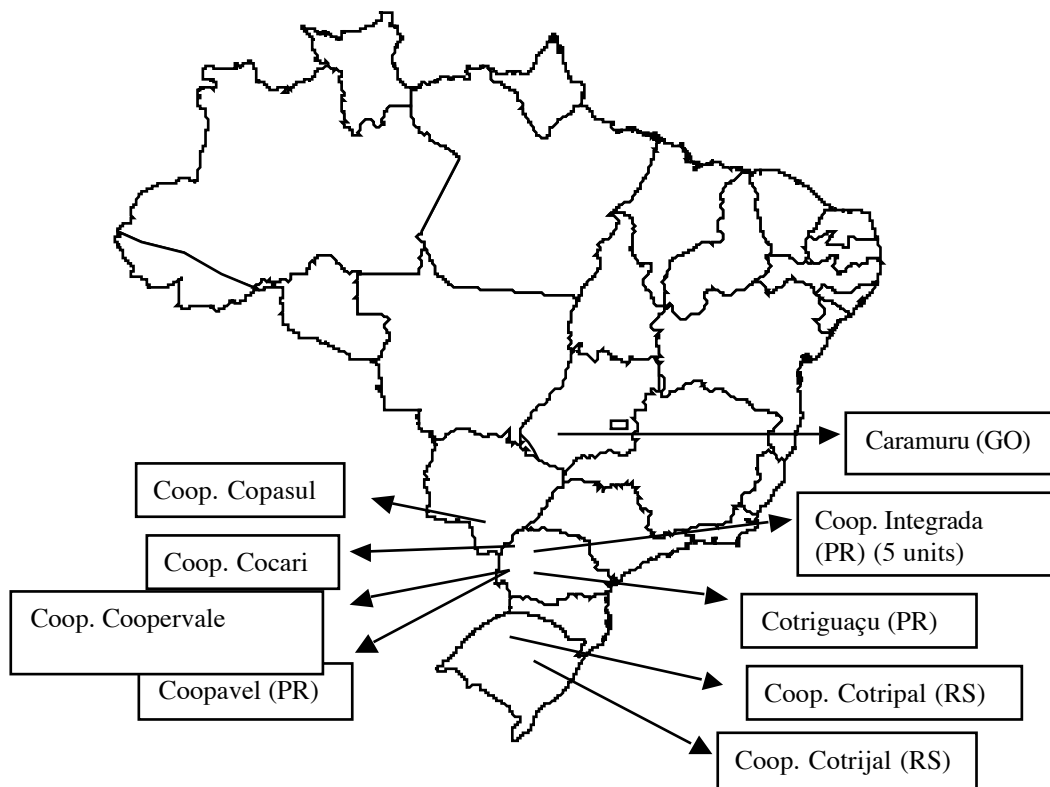 Caramuru (GO)
Coop. Copasul
Coop. Integrada
(PR) (5 units)
Coop. Cocari
Coop. Coopervale
Cotriguaçu (PR)
Coopavel (PR)
Coop. Cotripal (RS)
Coop. Cotrijal (RS)